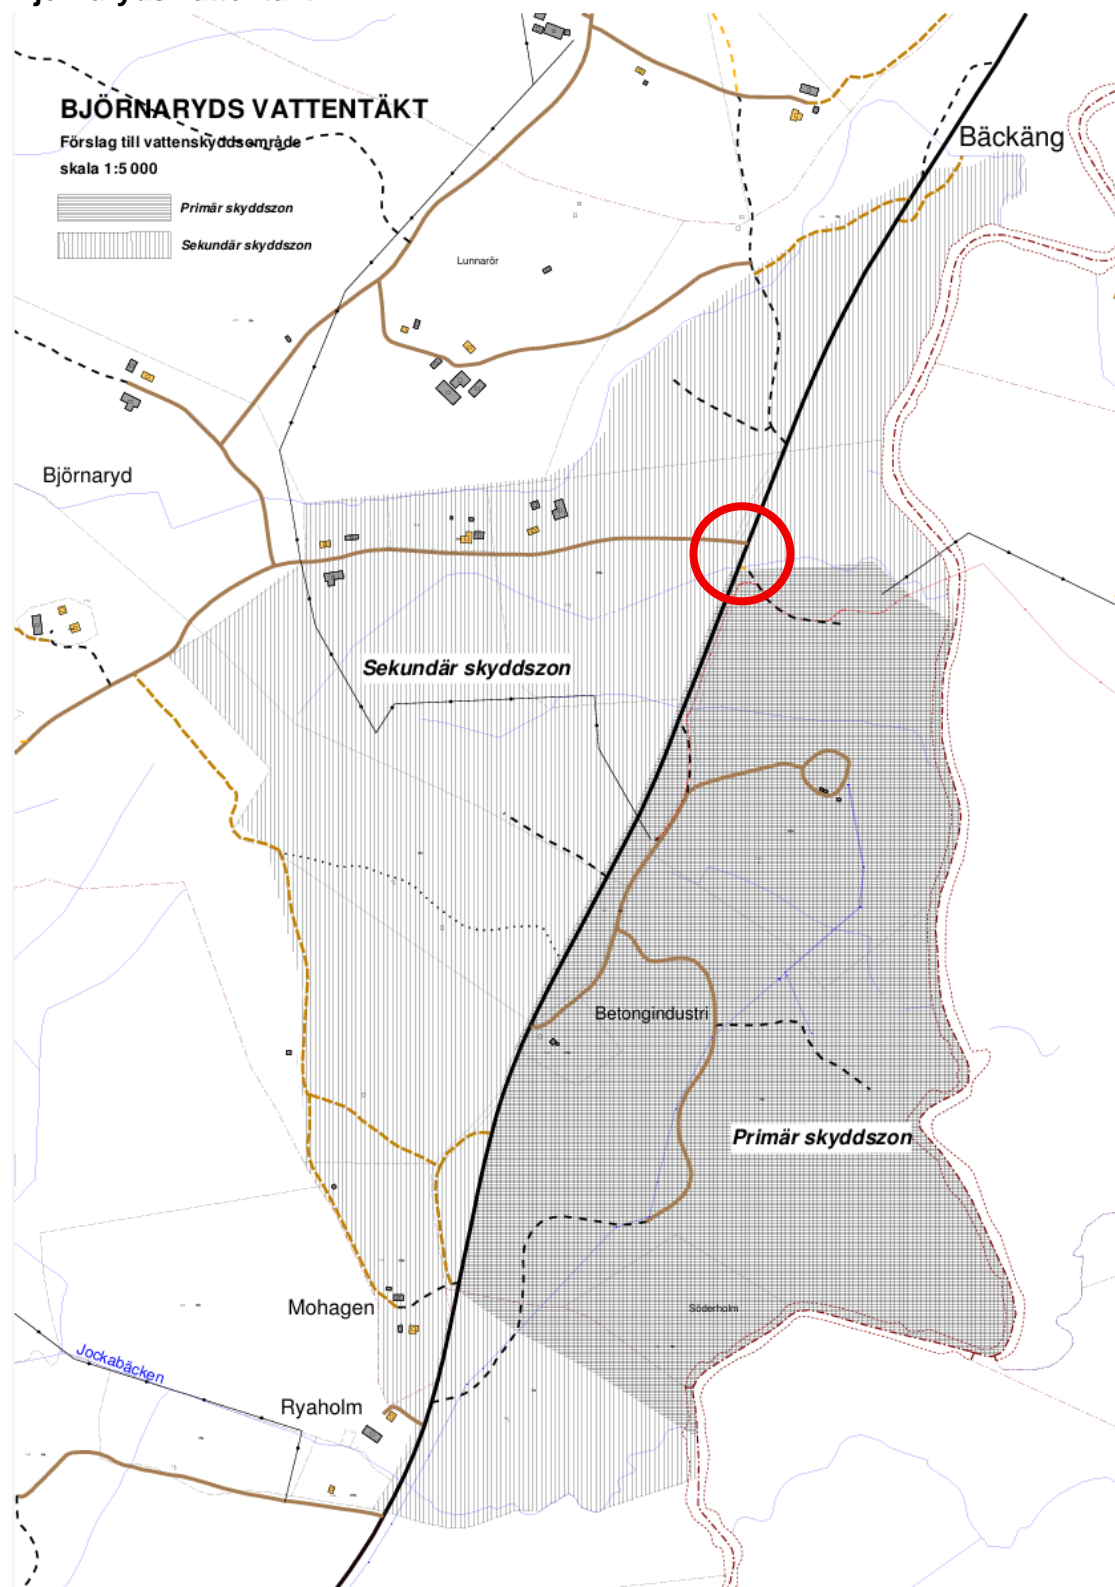 BJÖRNARYDS VATTENTÄKT
Förslag till vattenskyddsområde
skala 1:5 000
Primär skyddszon
Sekundär skyddszon
Bäckäng
Lunnarör
Björnaryd
Sekundär skyddszon
Betongindustri
Primär skyddszon
Mohagen
Söderholm
Jockabäcken
Ryaholm